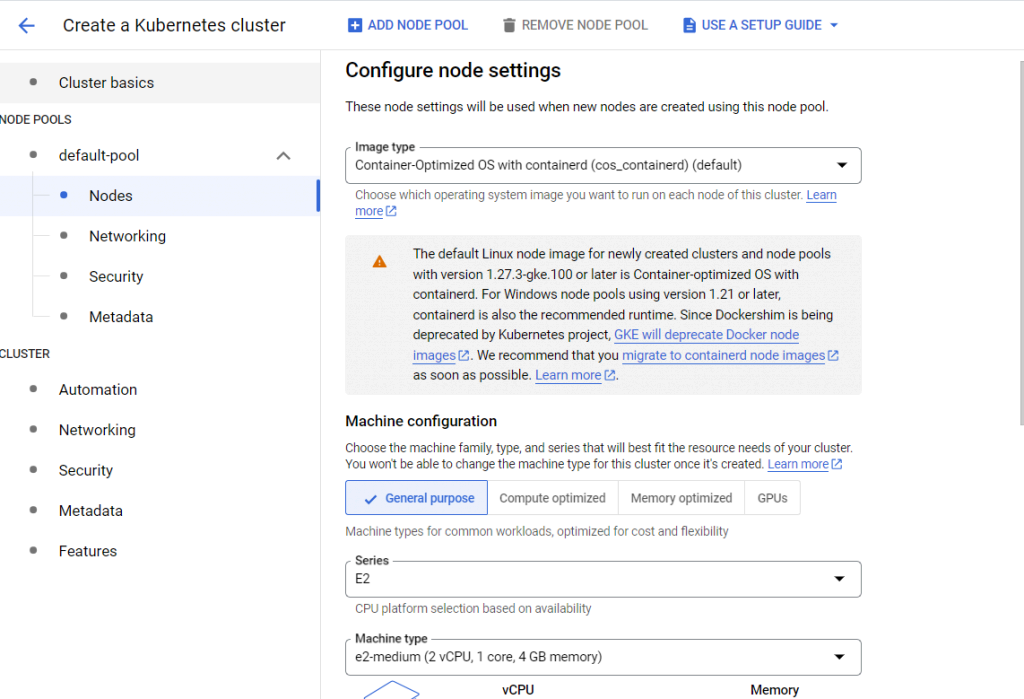 Create a Kubernetes cluster
ADD NODE POOL
REMOVE NODE POOL
USE A SETUP GUIDE
Cluster basics
NODE POOLS
default-pool
Nodes
Networking
Security
Metadata
CLUSTER
Automation
Networking
Security
Metadata
Features
Configure node settings
These node settings will be used when new nodes are created using this node pool.
Image type
Container-Optimized OS with containerd (cos_containerd) (default)
Choose which operating system image you want to run on each node of this cluster. Learn
more
The default Linux node image for newly created clusters and node pools
with version 1.27.3-gke.100 or later is Container-optimized OS with
containerd. For Windows node pools using version 1.21 or later,
containerd is also the recommended runtime. Since Dockershim is being
deprecated by Kubernetes project, GKE will deprecate Docker node
images. We recommend that you migrate to containerd node images
as soon as possible. Learn more.
Machine configuration
Choose the machine family, type, and series that will best fit the resource needs of your cluster.
You won't be able to change the machine type for this cluster once it's created. Learn more
General purpose
Compute optimized
Memory optimized
GPUs
Machine types for common workloads, optimized for cost and flexibility
Series
E2
CPU platform selection based on availability
Machine type
e2-medium (2 vCPU, 1 core, 4 GB memory)
vCPU
Memory